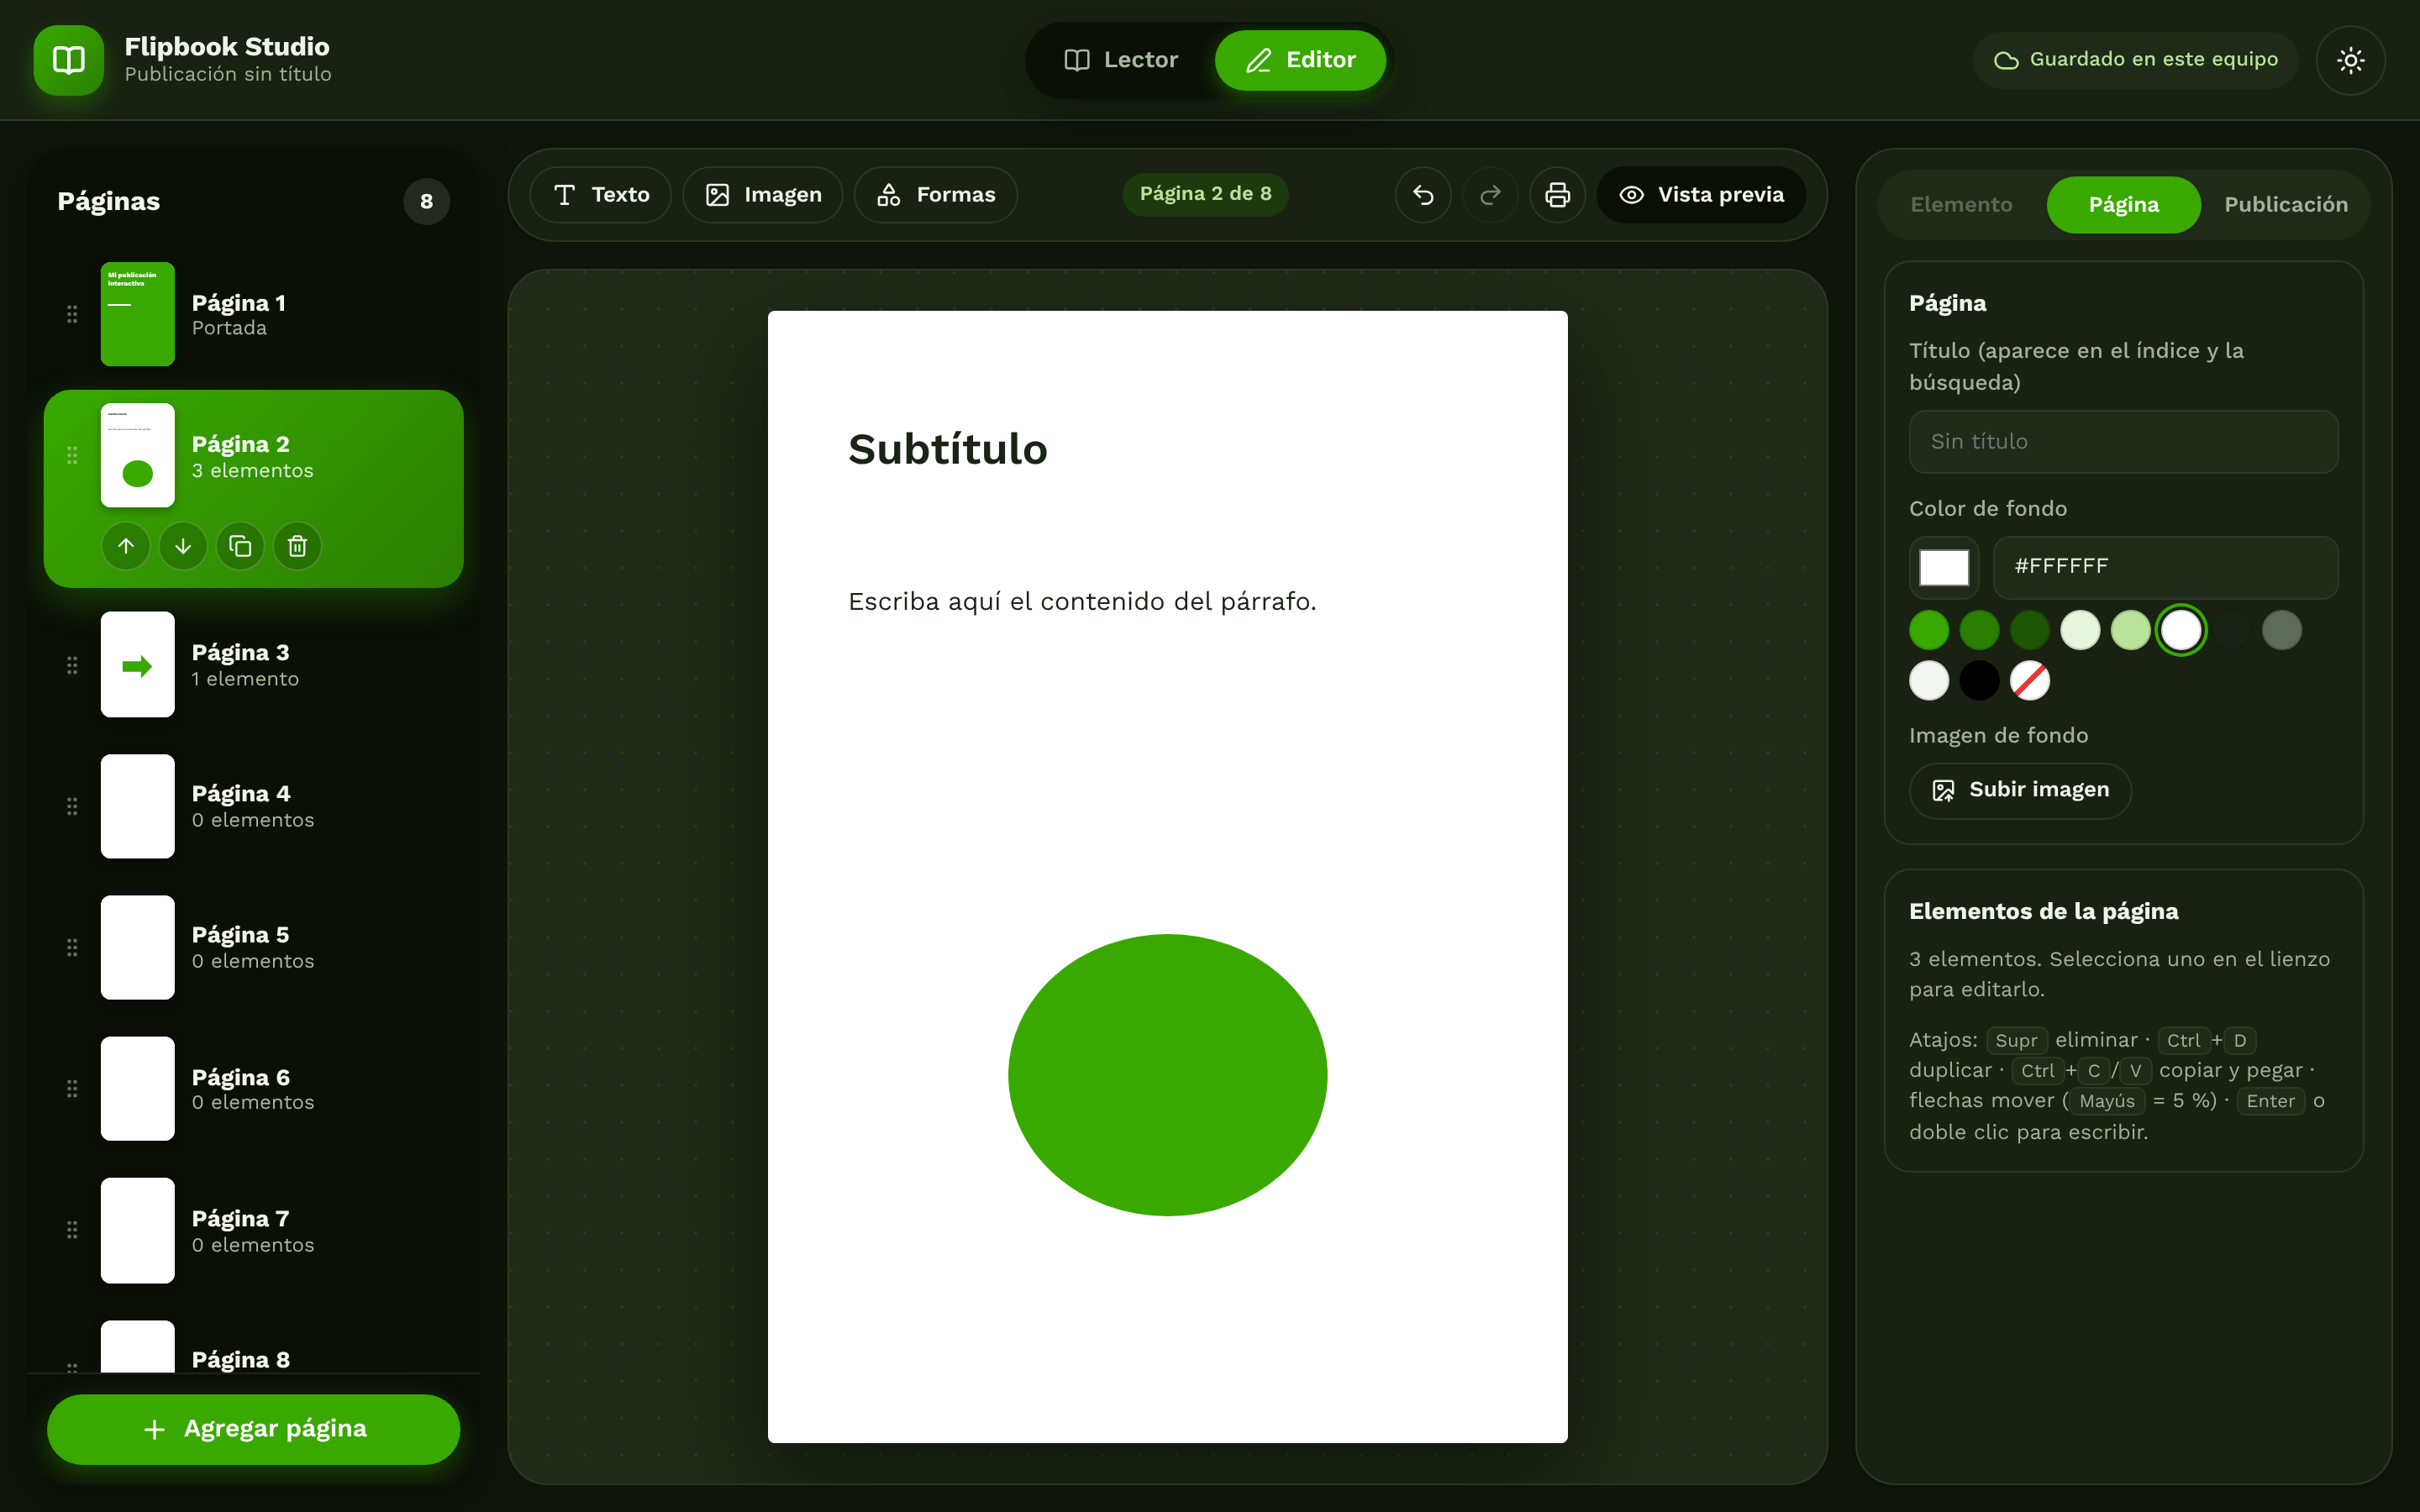 Flipbook Studio
Publicación sin título
Lector
Editor
Guardado en este equipo
Páginas
8
Mi publicación
interactiva
Página 1
Portada
Página 2
3 elementos
Página 3
1 elemento
Página 4
0 elementos
Página 5
0 elementos
Página 6
0 elementos
Página 7
0 elementos
Página 8
Agregar página
Texto
Imagen
Formas
Página 2 de 8
Vista previa
Subtítulo
Escriba aquí el contenido del párrafo.
Elemento
Página
Publicación
Página
Título (aparece en el índice y la
búsqueda)
Sin título
Color de fondo
#FFFFFF
Imagen de fondo
Subir imagen
Elementos de la página
3 elementos. Selecciona uno en el lienzo
para editarlo.
Atajos: Supr eliminar · Ctrl+D
duplicar · Ctrl+C/V copiar y pegar ·
flechas mover (Mayús = 5 %) · Enter o
doble clic para escribir.